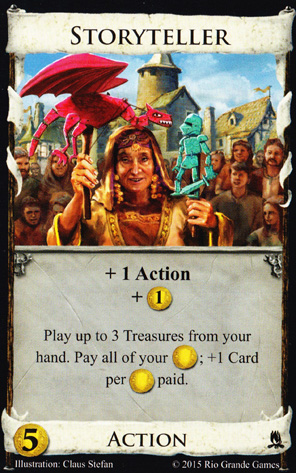 STORYTELLER
+ 1 Action
+ 1
Play up to 3 Treasures from your
hand. Pay all of your ; +1 Card
per paid.
5 ACTION
Illustration: Claus Stefan © 2015 Rio Grande Games